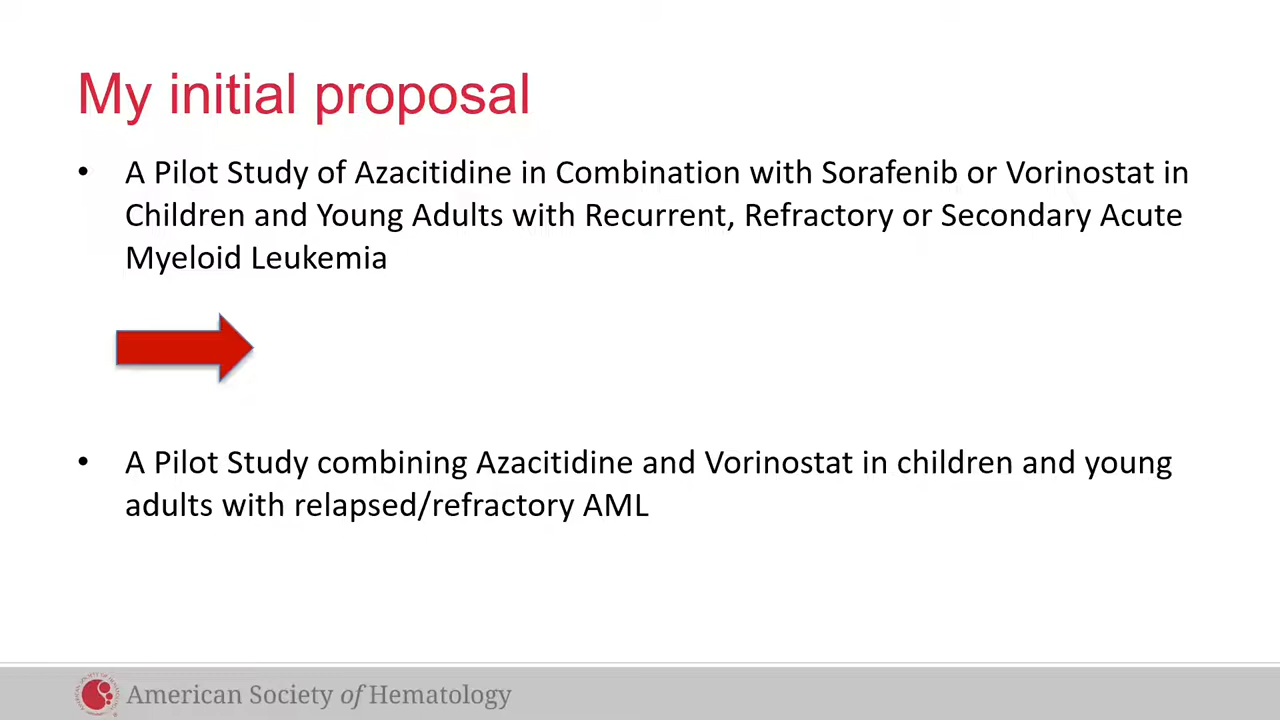 My initial proposal
• A Pilot Study of Azacitidine in Combination with Sorafenib or Vorinostat in
Children and Young Adults with Recurrent, Refractory or Secondary Acute
Myeloid Leukemia
• A Pilot Study combining Azacitidine and Vorinostat in children and young
adults with relapsed/refractory AML
American Society of Hematology